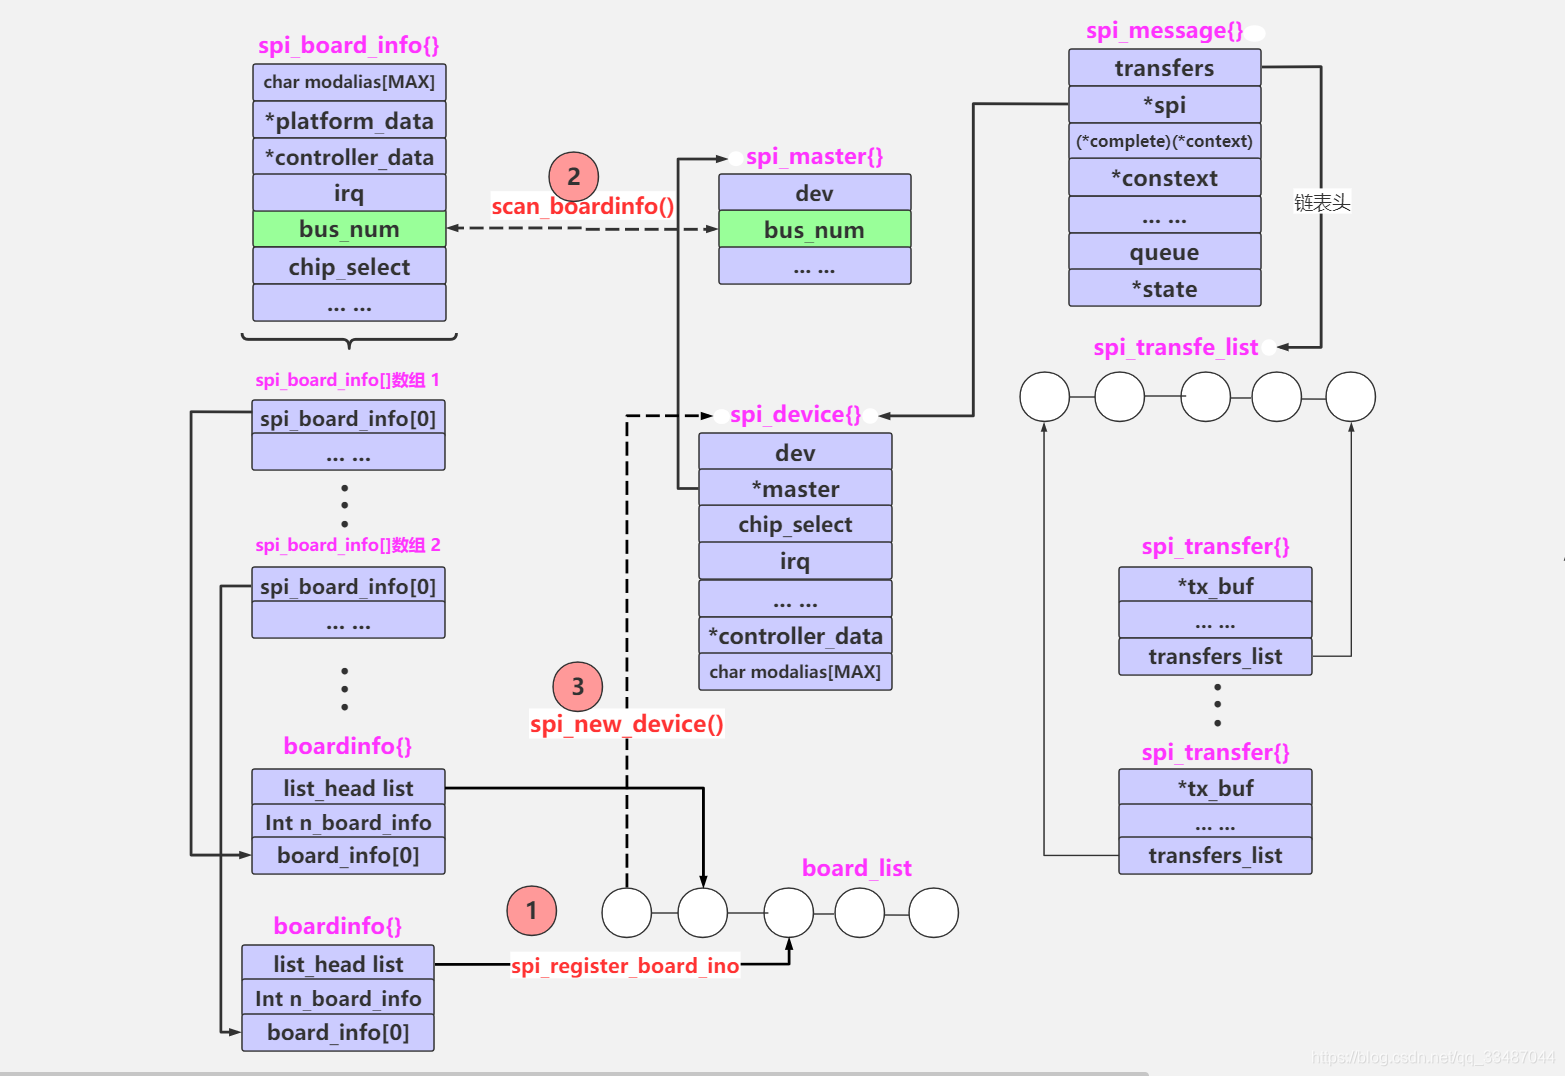 spi_board_info{}
char modalias[MAX]
*platform_data
*controller_data
irq
bus_num
chip_select
... ...
spi_board_info[]数组 1
spi_board_info[0]
... ...
spi_board_info[]数组 2
spi_board_info[0]
... ...
boardinfo{}
list_head list
Int n_board_info
board_info[0]
boardinfo{}
list_head list
Int n_board_info
board_info[0]
2
scan_boardinfo()
spi_master{}
dev
bus_num
... ...
spi_device{}
dev
*master
chip_select
irq
... ...
*controller_data
char modalias[MAX]
3
spi_new_device()
board_list
1
spi_register_board_ino
spi_message{}
transfers
*spi
(*complete)(*context)
*constext
... ...
queue
*state
链表头
spi_transfe_list
spi_transfer{}
*tx_buf
... ...
transfers_list
spi_transfer{}
*tx_buf
... ...
transfers_list
https://blog.csdn.net/qq_33487044